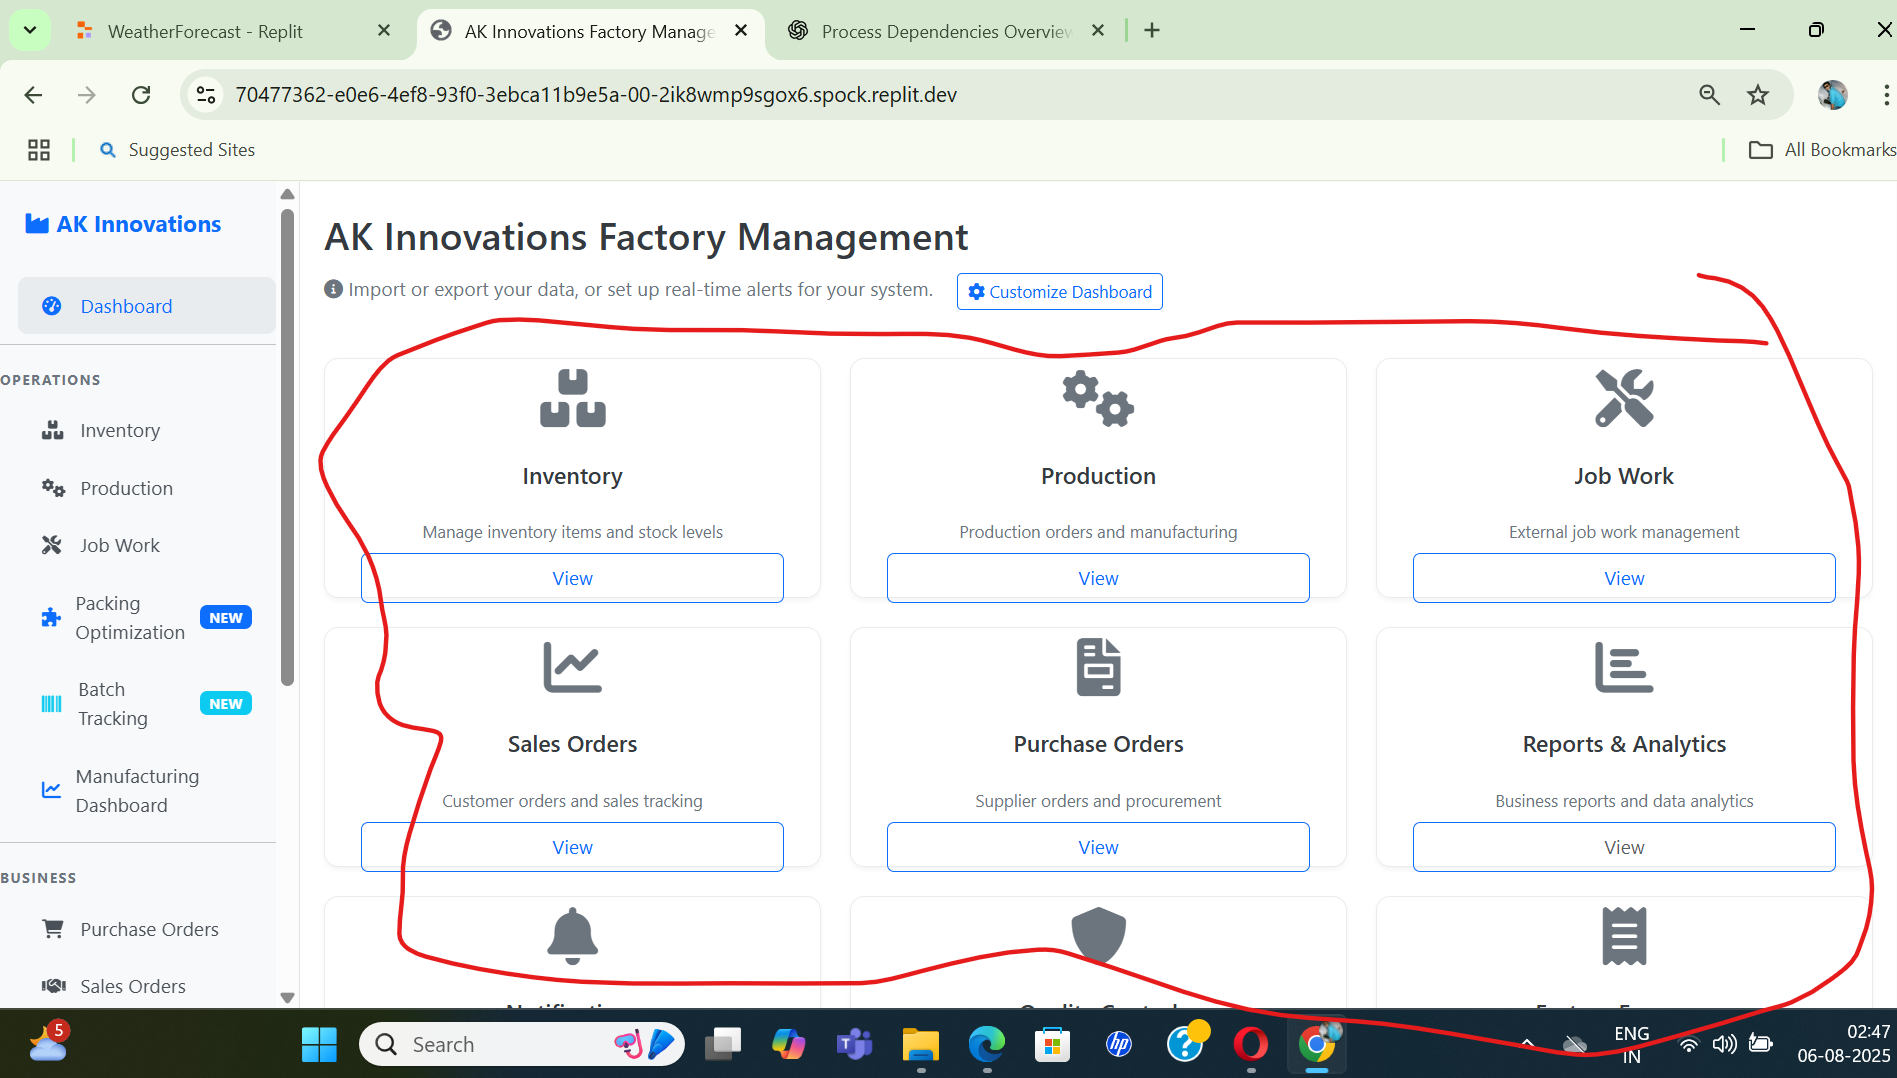 WeatherForecast - Replit
AK Innovations Factory Manage
Process Dependencies Overview
70477362-e0e6-4ef8-93f0-3ebca11b9e5a-00-2ik8wmp9sgox6.spock.replit.dev
Suggested Sites
All Bookmarks
AK Innovations
Dashboard
OPERATIONS
Inventory
Production
Job Work
Packing
Optimization
NEW
Batch
Tracking
NEW
Manufacturing
Dashboard
BUSINESS
Purchase Orders
Sales Orders
AK Innovations Factory Management
Import or export your data, or set up real-time alerts for your system.
Customize Dashboard
Inventory
Manage inventory items and stock levels
View
Production
Production orders and manufacturing
View
Job Work
External job work management
View
Sales Orders
Customer orders and sales tracking
View
Purchase Orders
Supplier orders and procurement
View
Reports & Analytics
Business reports and data analytics
View
5
Search
hp
ENG
IN
02:47
06-08-2025